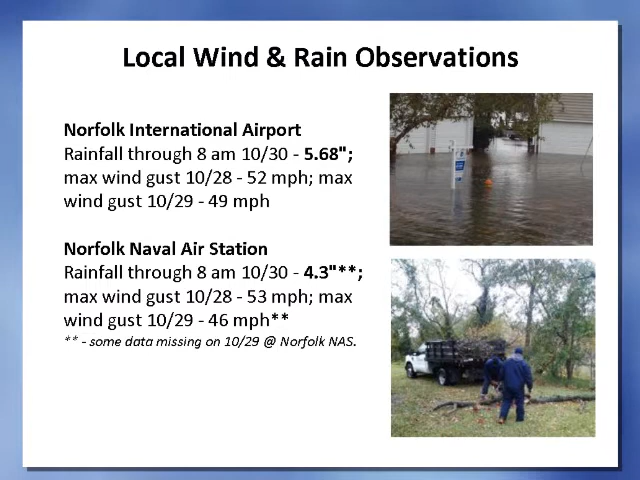 Local Wind & Rain Observations
Norfolk International Airport
Rainfall through 8 am 10/30 - 5.68";
max wind gust 10/28 - 52 mph; max
wind gust 10/29 - 49 mph
Norfolk Naval Air Station
Rainfall through 8 am 10/30 - 4.3"**;
max wind gust 10/28 - 53 mph; max
wind gust 10/29 - 46 mph**
** - some data missing on 10/29 @ Norfolk NAS.